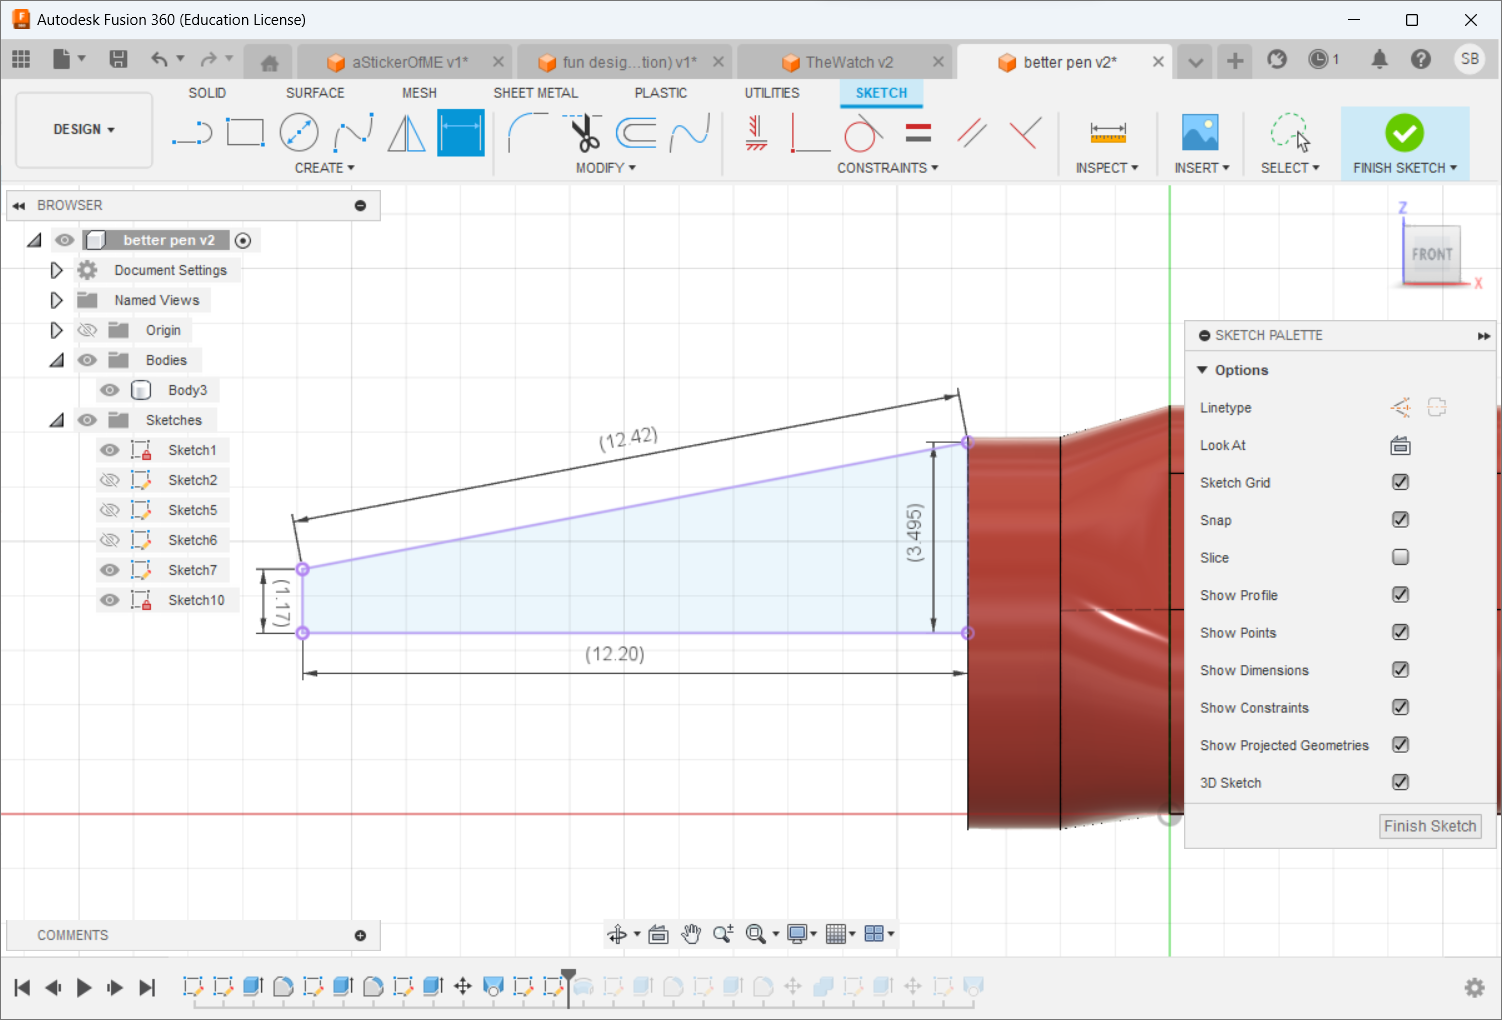 Autodesk Fusion 360 (Education License)
aStickerOfME v1*
fun desig...tion) v1*
TheWatch v2
better pen v2*
1
SB
SOLID
SURFACE
MESH
SHEET METAL
PLASTIC
UTILITIES
SKETCH
DESIGN
CREATE
MODIFY
CONSTRAINTS
INSPECT
INSERT
SELECT
FINISH SKETCH
BROWSER
better pen v2
Document Settings
Named Views
Origin
Bodies
Body3
Sketches
Sketch1
Sketch2
Sketch5
Sketch6
Sketch7
Sketch10
(12.42)
(3.495)
(1.17)
(12.20)
Z
FRONT
X
SKETCH PALETTE
Options
Linetype
Look At
Sketch Grid
Snap
Slice
Show Profile
Show Points
Show Dimensions
Show Constraints
Show Projected Geometries
3D Sketch
Finish Sketch
COMMENTS